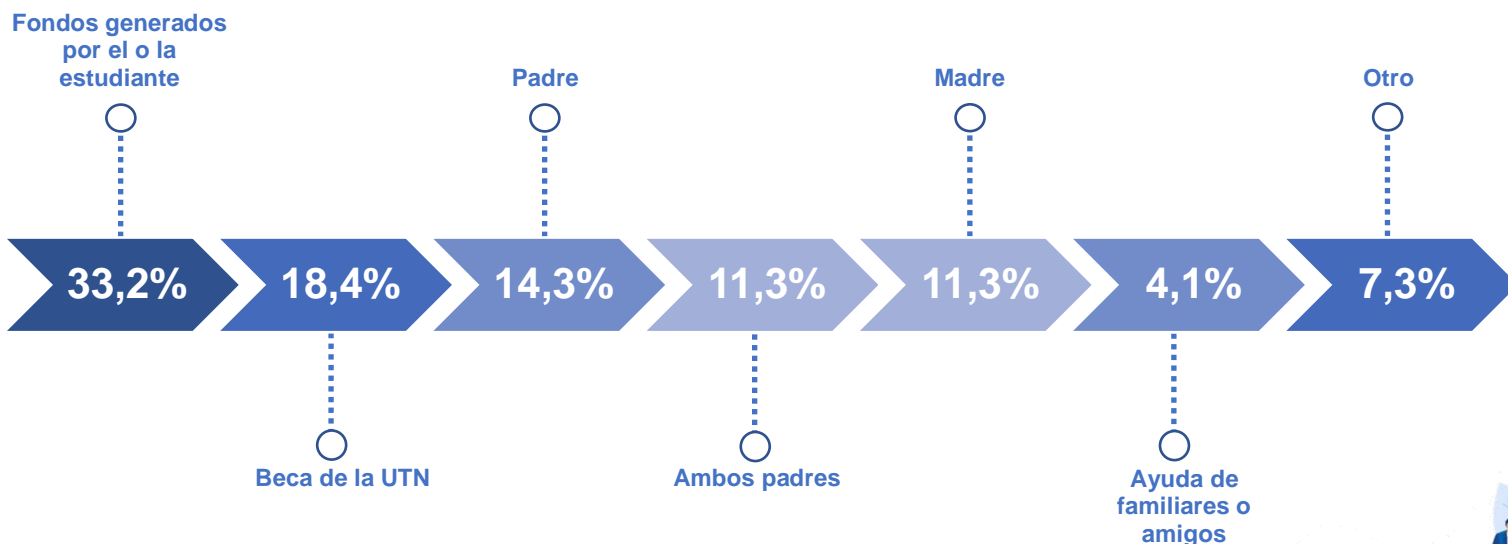 Fondos generados
por el o la
estudiante
Padre
Madre
Otro
33,2%
18,4%
14,3%
11,3%
11,3%
4,1%
7,3%
Beca de la UTN
Ambos padres
Ayuda de
familiares o
amigos